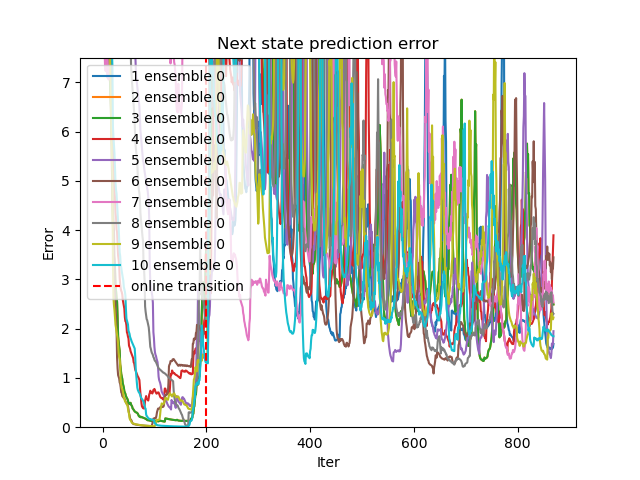 Next state prediction error
Error
7
6
5
4
3
2
1
0
1 ensemble 0
2 ensemble 0
3 ensemble 0
4 ensemble 0
5 ensemble 0
6 ensemble 0
7 ensemble 0
8 ensemble 0
9 ensemble 0
10 ensemble 0
online transition
0 200 400 600 800
Iter